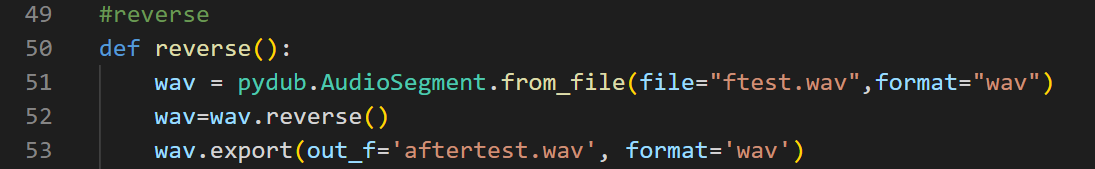 49 #reverse
50 def reverse():
51     wav = pydub.AudioSegment.from_file(file="ftest.wav",format="wav")
52     wav=wav.reverse()
53     wav.export(out_f='aftertest.wav', format='wav')